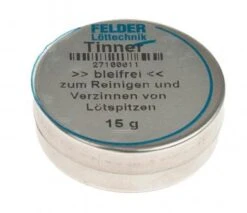 FELDER
Löttechnik
Tinner
27100011
>> bleifrei <<
zum Reinigen und
Verzinnen von
Lötspitzen
15 g